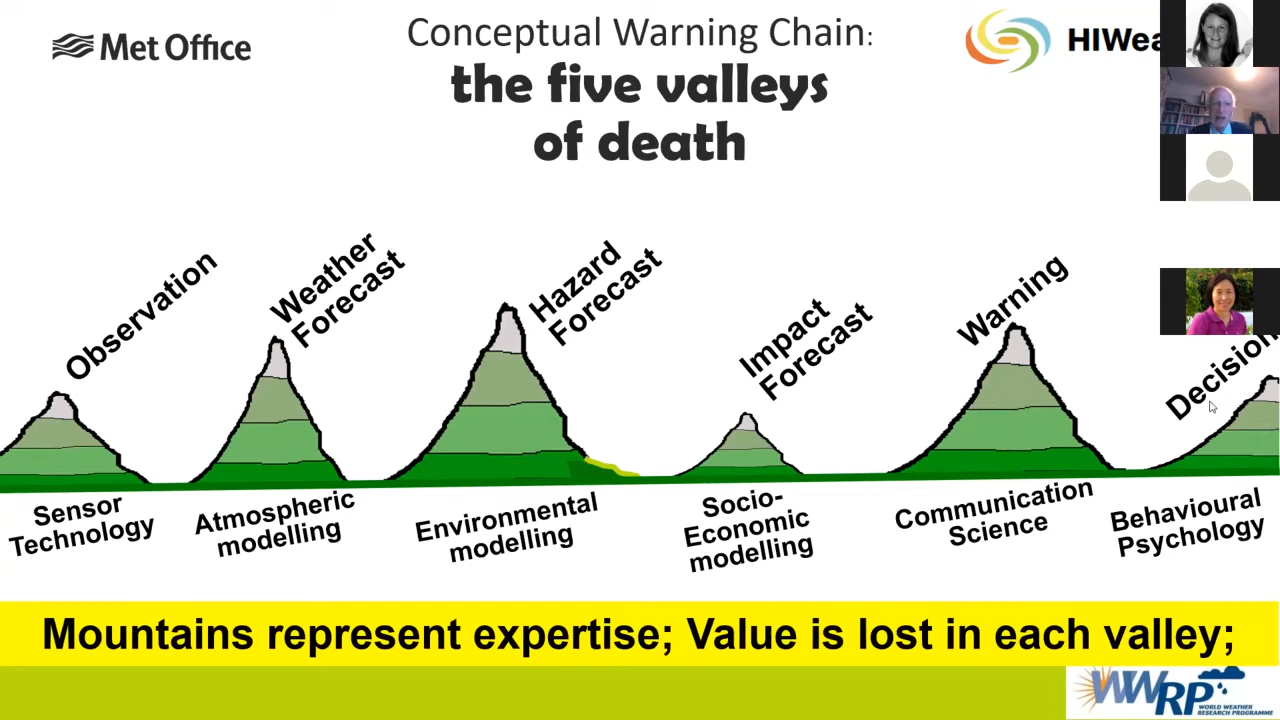 Met Office
Conceptual Warning Chain:
the five valleys
of death
HIWea
Observation
Weather
Forecast
Hazard
Forecast
Impact
Forecast
Warning
Decision
Sensor
Technology
Atmospheric
modelling
Environmental
modelling
Socio-
Economic
modelling
Communication
Science
Behavioural
Psychology
Mountains represent expertise; Value is lost in each valley;
WWRP
WORLD WEATHER
RESEARCH PROGRAMME